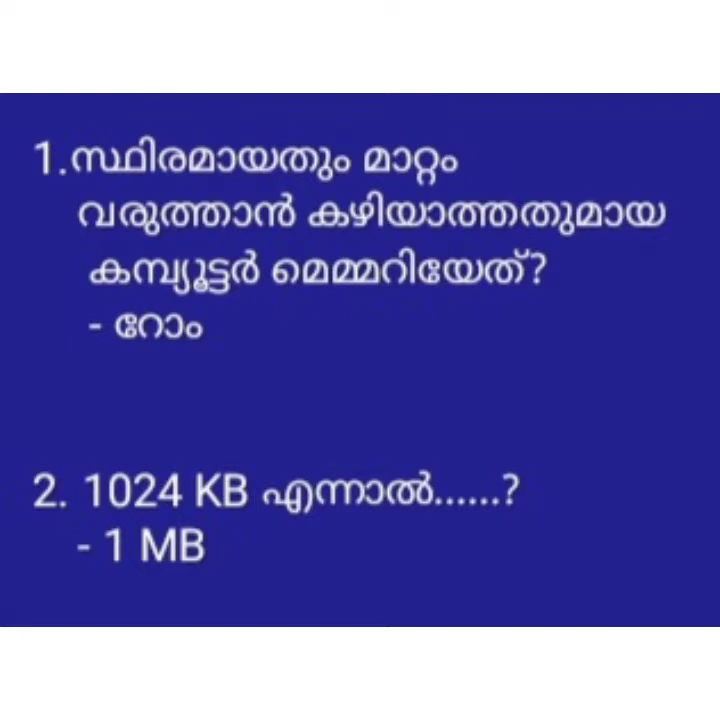 1.സ്ഥിരമായതും മാറ്റം
വരുത്താൻ കഴിയാത്തതുമായ
കമ്പ്യൂട്ടർ മെമ്മറിയേത്?
- റോം
2. 1024 KB എന്നാൽ......?
- 1 MB